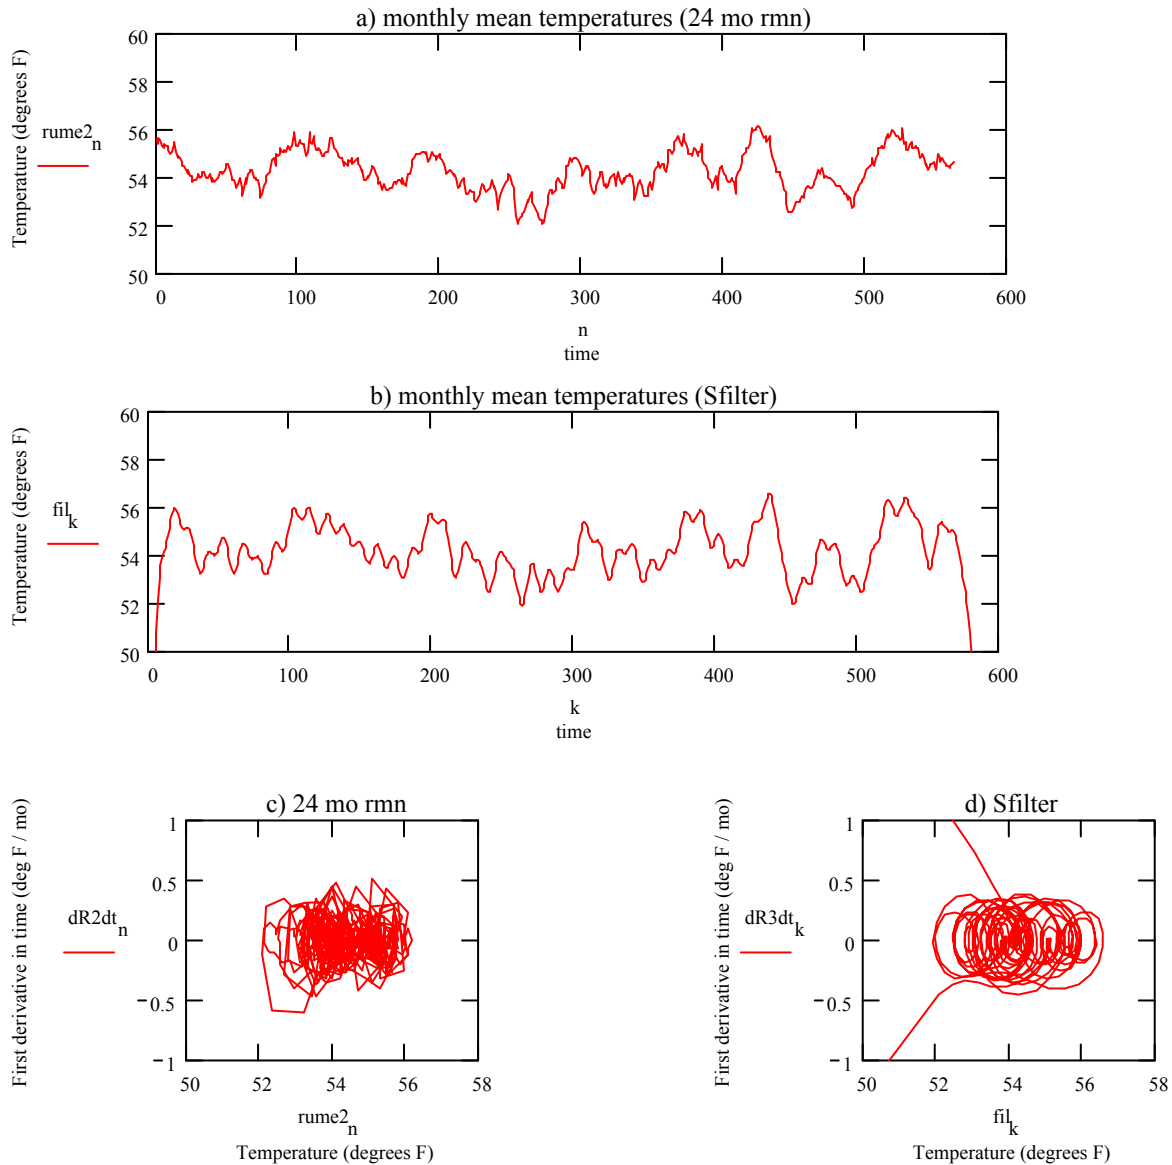 a) monthly mean temperatures (24 mo rmn)
Temperature (degrees F)
rume2n
60
58
56
54
52
50
0 100 200 300 400 500 600
n
time
b) monthly mean temperatures (Sfilter)
Temperature (degrees F)
filk
60
58
56
54
52
50
0 100 200 300 400 500 600
k
time
c) 24 mo rmn
First derivative in time (deg F / mo)
dR2dtn
1
0.5
0
−0.5
−1
50 52 54 56 58
rume2n
Temperature (degrees F)
d) Sfilter
First derivative in time (deg F / mo)
dR3dtk
1
0.5
0
−0.5
−1
50 52 54 56 58
filk
Temperature (degrees F)